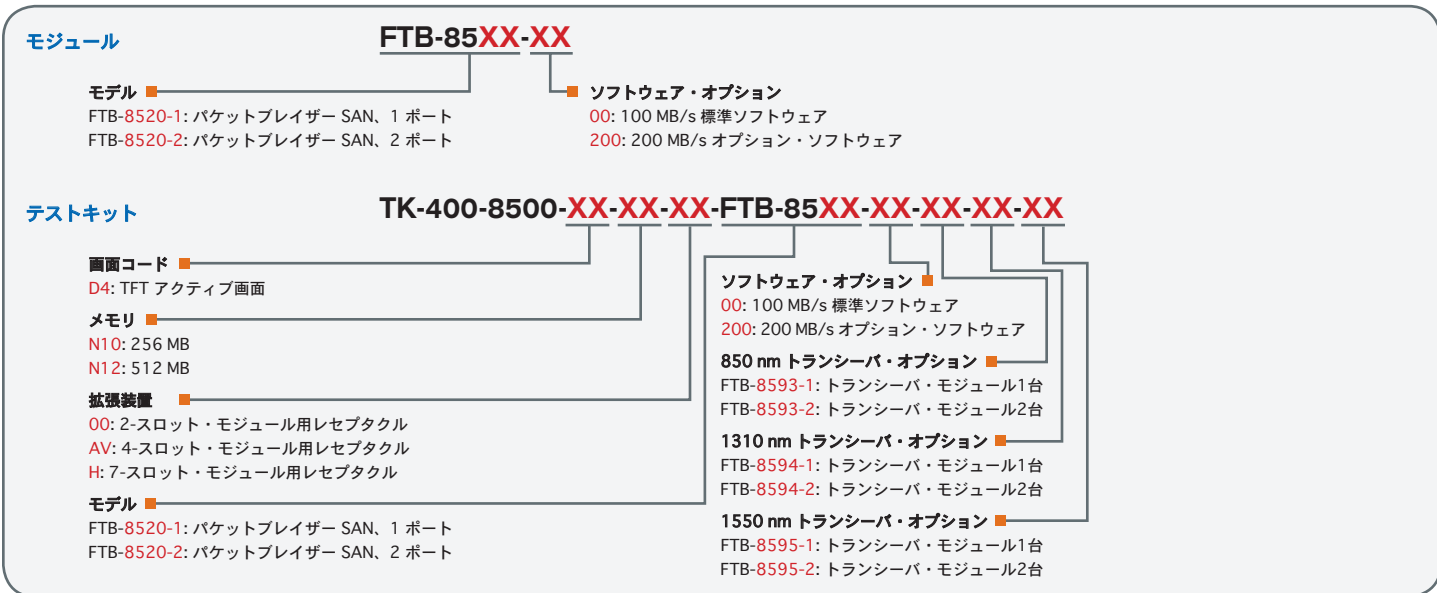 モジュール
FTB-85XX-XX
モデル
FTB-8520-1: パケットブレイザー SAN、1 ポート
FTB-8520-2: パケットブレイザー SAN、2 ポート
ソフトウェア・オプション
00: 100 MB/s 標準ソフトウェア
200: 200 MB/s オプション・ソフトウェア
テストキット
TK-400-8500-XX-XX-XX-FTB-85XX-XX-XX-XX-XX
画面コード
D4: TFT アクティブ画面
メモリ
N10: 256 MB
N12: 512 MB
拡張装置
00: 2-スロット・モジュール用レセプタクル
AV: 4-スロット・モジュール用レセプタクル
H: 7-スロット・モジュール用レセプタクル
モデル
FTB-8520-1: パケットブレイザー SAN、1 ポート
FTB-8520-2: パケットブレイザー SAN、2 ポート
ソフトウェア・オプション
00: 100 MB/s 標準ソフトウェア
200: 200 MB/s オプション・ソフトウェア
850 nm トランシーバ・オプション
FTB-8593-1: トランシーバ・モジュール1台
FTB-8593-2: トランシーバ・モジュール2台
1310 nm トランシーバ・オプション
FTB-8594-1: トランシーバ・モジュール1台
FTB-8594-2: トランシーバ・モジュール2台
1550 nm トランシーバ・オプション
FTB-8595-1: トランシーバ・モジュール1台
FTB-8595-2: トランシーバ・モジュール2台